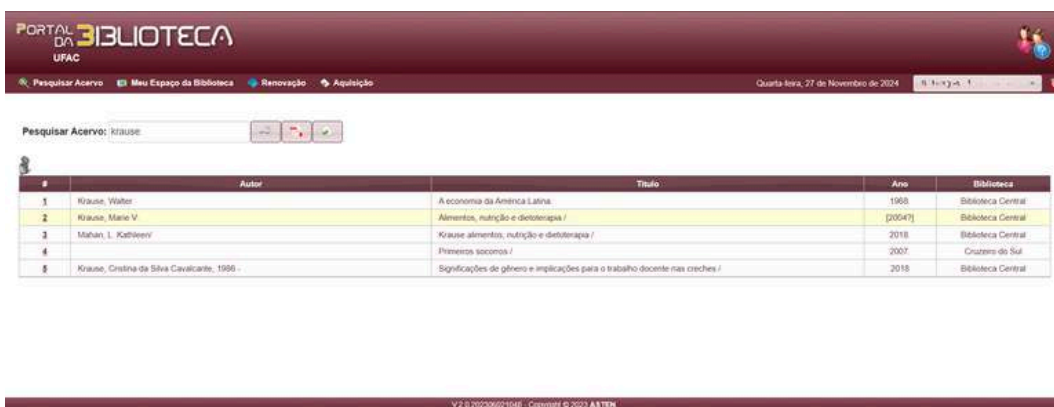 PORTAL DA BIBLIOTECA
UFAC
Pesquisar Acervo Meu Espaço da Biblioteca Renovação Aquisição Quarta-feira, 27 de Novembro de 2024
Pesquisar Acervo: krause
# Autor Título Ano Biblioteca
1 Krause, Walter A economia da América Latina. 1968. Biblioteca Central
2 Krause, Marie V Alimentos, nutrição e dietoterapia / [2004?] Biblioteca Central
3 Mahan, L. Kathleen/ Krause alimentos, nutrição e dietoterapia / 2018. Biblioteca Central
4 Primeiros socorros / 2007. Cruzeiro do Sul
5 Krause, Cristina da Silva Cavalcante, 1986 - Significações de gênero e implicações para o trabalho docente nas creches / 2018 Biblioteca Central
V.2.0.202306021048 - Copyright © 2023 ASTEN